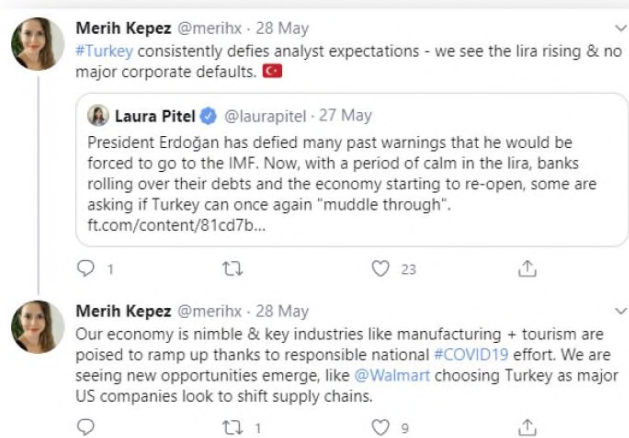 Merih Kepez @merihx · 28 May
#Turkey consistently defies analyst expectations - we see the lira rising & no
major corporate defaults. 🇹🇷
Laura Pitel @laurapitel · 27 May
President Erdoğan has defied many past warnings that he would be
forced to go to the IMF. Now, with a period of calm in the lira, banks
rolling over their debts and the economy starting to re-open, some are
asking if Turkey can once again "muddle through".
ft.com/content/81cd7b...
1 23
Merih Kepez @merihx · 28 May
Our economy is nimble & key industries like manufacturing + tourism are
poised to ramp up thanks to responsible national #COVID19 effort. We are
seeing new opportunities emerge, like @Walmart choosing Turkey as major
US companies look to shift supply chains.
1 9